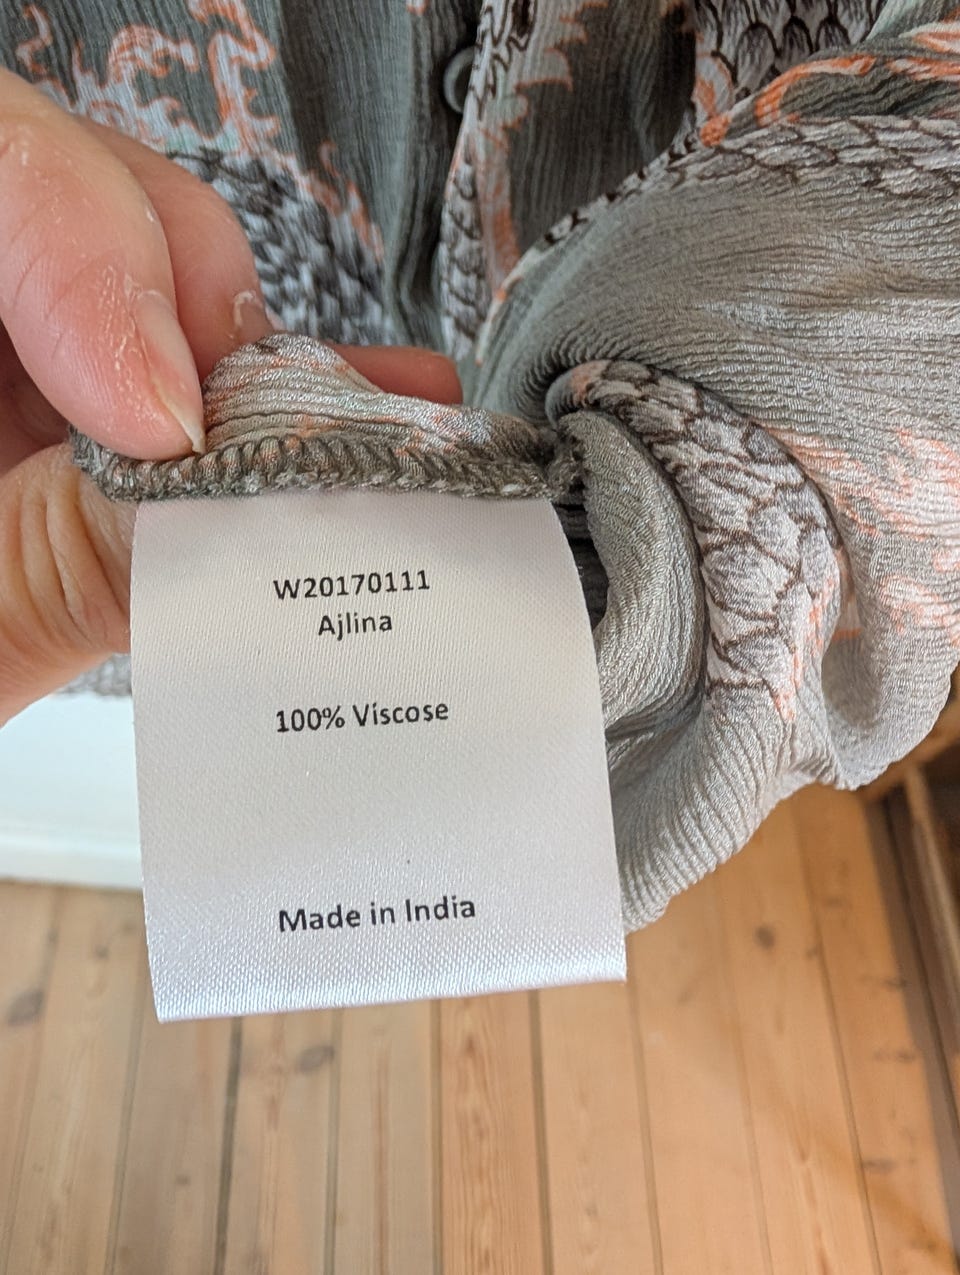 W20170111
Ajlina
100% Viscose
Made in India